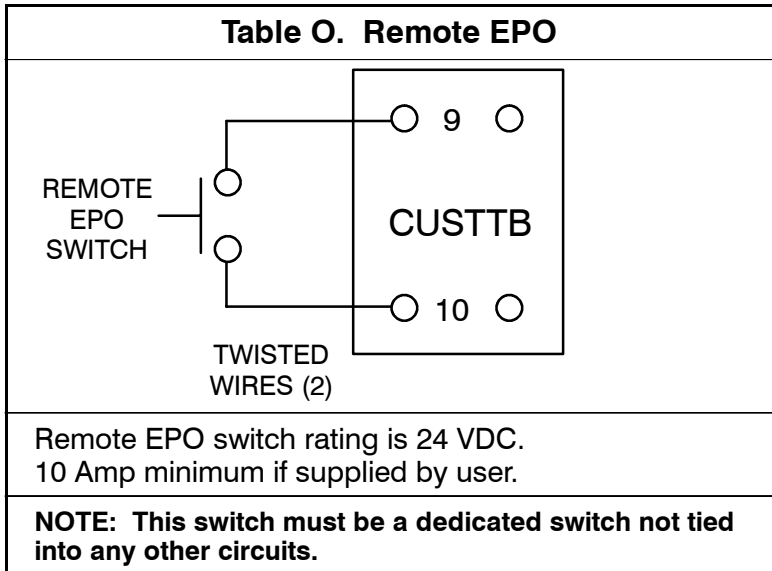 Table O. Remote EPO
9
REMOTE
EPO
SWITCH
CUSTTB
10
TWISTED
WIRES (2)
Remote EPO switch rating is 24 VDC.
10 Amp minimum if supplied by user.
NOTE: This switch must be a dedicated switch not tied
into any other circuits.